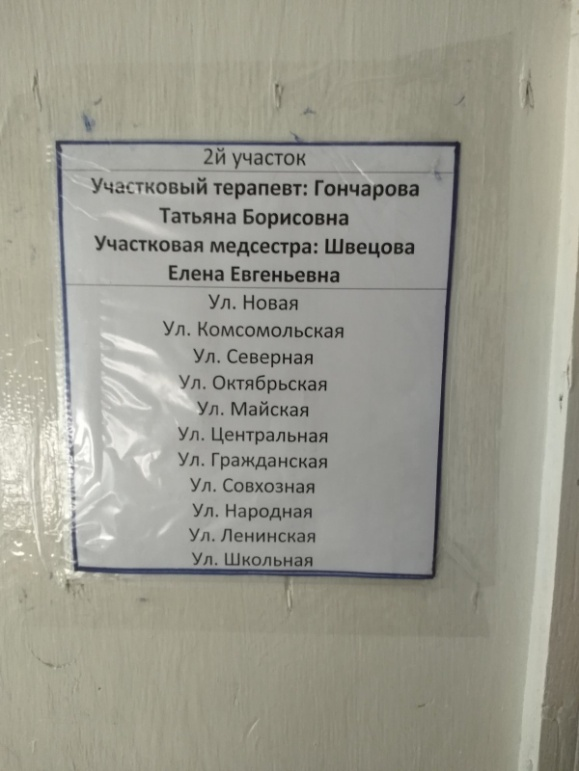 2й участок
Участковый терапевт: Гончарова
Татьяна Борисовна
Участковая медсестра: Швецова
Елена Евгеньевна
Ул. Новая
Ул. Комсомольская
Ул. Северная
Ул. Октябрьская
Ул. Майская
Ул. Центральная
Ул. Гражданская
Ул. Совхозная
Ул. Народная
Ул. Ленинская
Ул. Школьная